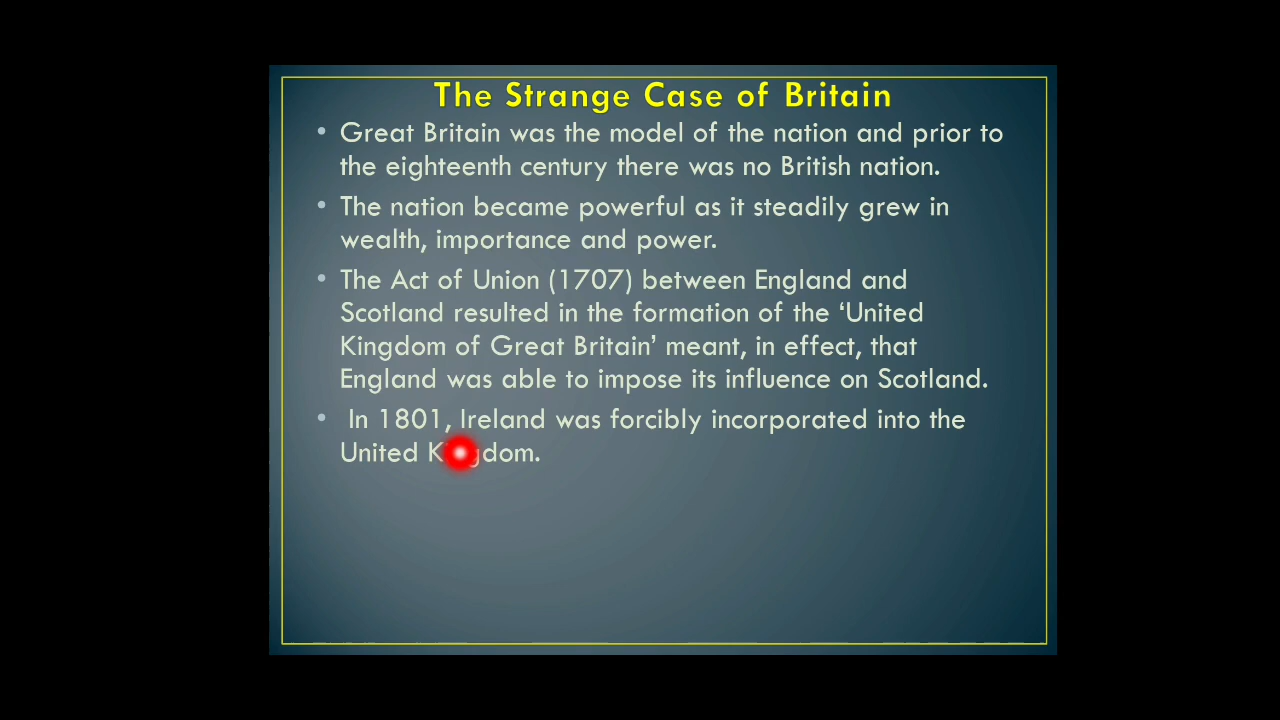 The Strange Case of Britain
• Great Britain was the model of the nation and prior to
the eighteenth century there was no British nation.
• The nation became powerful as it steadily grew in
wealth, importance and power.
• The Act of Union (1707) between England and
Scotland resulted in the formation of the ‘United
Kingdom of Great Britain’ meant, in effect, that
England was able to impose its influence on Scotland.
• In 1801, Ireland was forcibly incorporated into the
United Kingdom.